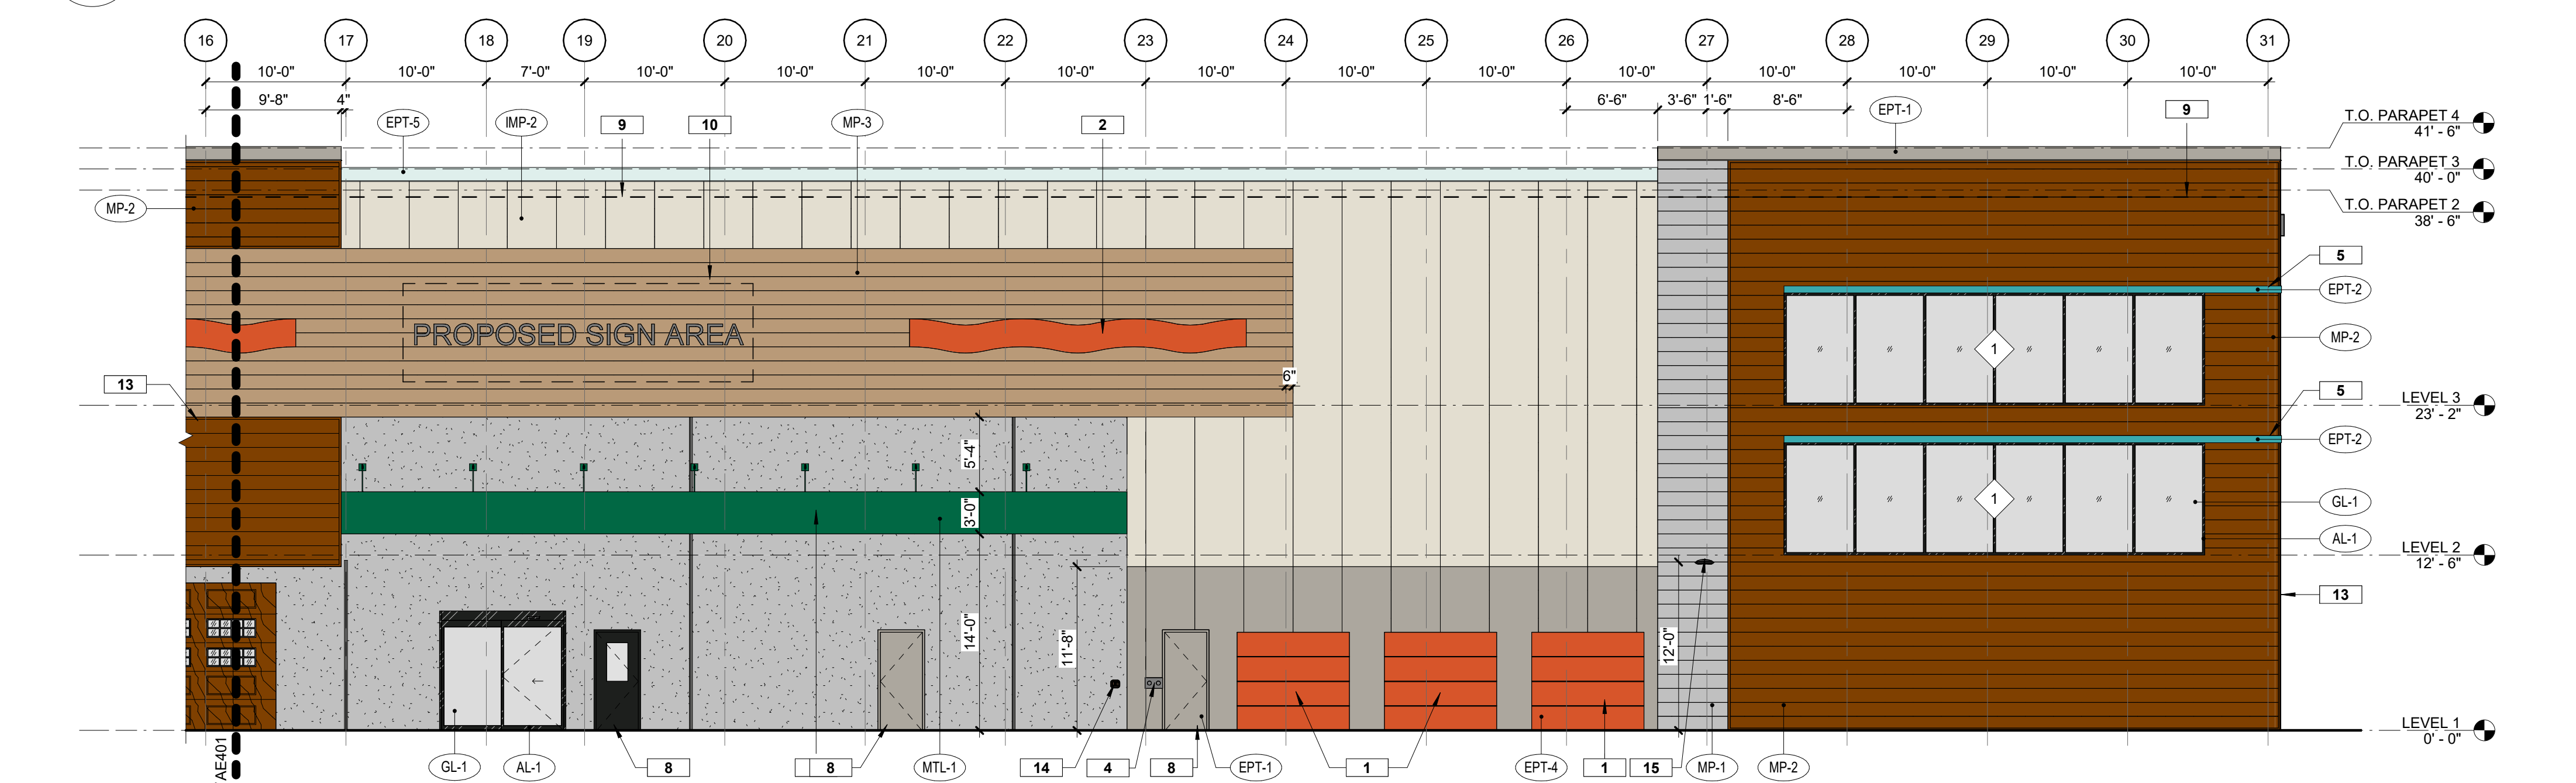 16 17 18 19 20 21 22 23 24 25 26 27 28 29 30 31
10'-0" 10'-0" 7'-0" 10'-0" 10'-0" 10'-0" 10'-0" 10'-0" 10'-0" 10'-0" 10'-0" 10'-0" 10'-0" 10'-0" 10'-0"
9'-8" 4" 6'-6" 3'-6" 1'-6" 8'-6"
EPT-5 IMP-2 9 10 MP-3 2 EPT-1 9
T.O. PARAPET 4
41' - 6"
T.O. PARAPET 3
40' - 0"
T.O. PARAPET 2
38' - 6"
MP-2
5
EPT-2
PROPOSED SIGN AREA
MP-2
1
6"
13
5
LEVEL 3
23' - 2"
EPT-2
5'-4"
3'-0"
1
GL-1
AL-1
LEVEL 2
12' - 6"
13
14'-0"
11'-8"
12'-0"
LEVEL 1
0' - 0"
AE401
GL-1 AL-1 8 8 MTL-1 14 4 8 EPT-1 1 EPT-4 1 15 MP-1 MP-2